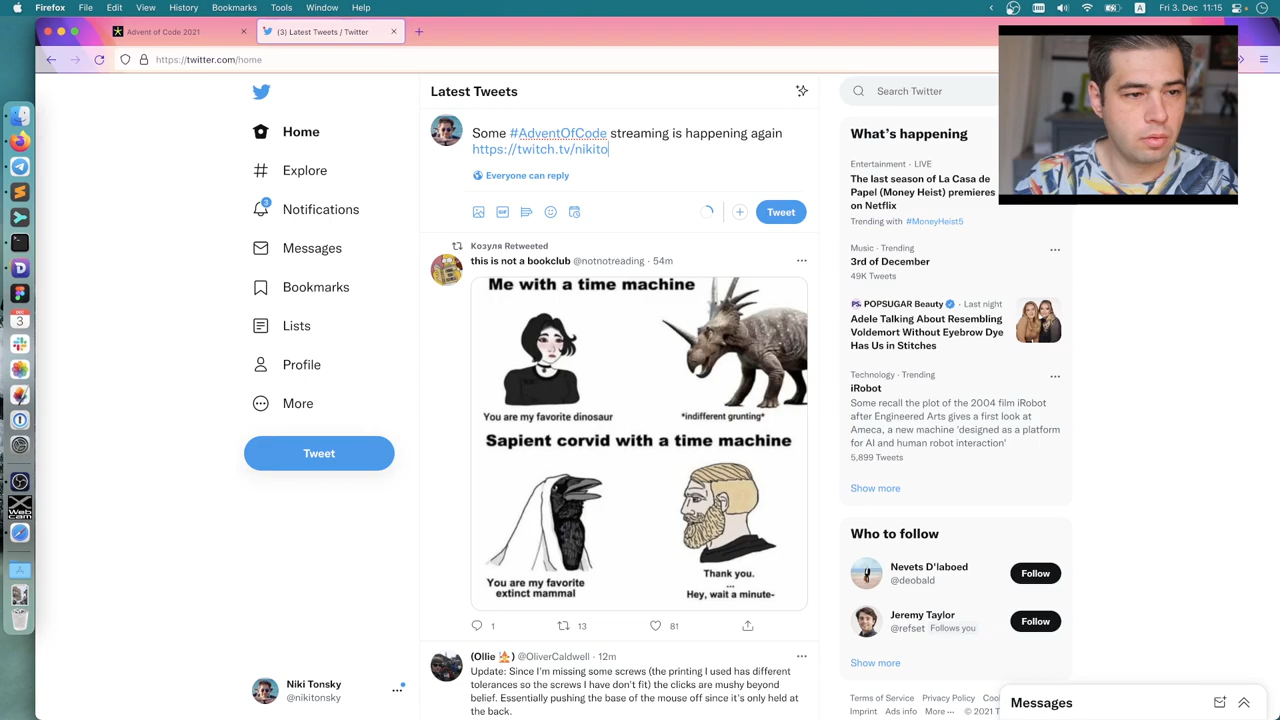 Firefox File Edit View History Bookmarks Tools Window Help
A Fri 3. Dec 11:15
Advent of Code 2021
(3) Latest Tweets / Twitter
https://twitter.com/home
Home
Explore
3
Notifications
Messages
Bookmarks
Lists
Profile
More
Tweet
Niki Tonsky
@nikitonsky
DEC
3
Web
cam
Latest Tweets
Some #AdventOfCode streaming is happening again
https://twitch.tv/nikito
Everyone can reply
GIF
Tweet
Козуля Retweeted
this is not a bookclub @notnotreading · 54m
Me with a time machine
You are my favorite dinosaur
*indifferent grunting*
Sapient corvid with a time machine
You are my favorite
extinct mammal
Thank you.
...
Hey, wait a minute-
1
13
81
(Ollie ) @OliverCaldwell · 12m
Update: Since I'm missing some screws (the printing I used has different
tolerances so the screws I have don't fit) the clicks are mushy beyond
belief. Essentially pushing the base of the mouse off since it's only held at
the back.
Search Twitter
What's happening
Entertainment · LIVE
The last season of La Casa de
Papel (Money Heist) premieres
on Netflix
Trending with #MoneyHeist5
Music · Trending
3rd of December
49K Tweets
POPSUGAR Beauty · Last night
Adele Talking About Resembling
Voldemort Without Eyebrow Dye
Has Us in Stitches
Technology · Trending
iRobot
Some recall the plot of the 2004 film iRobot
after Engineered Arts gives a first look at
Ameca, a new machine 'designed as a platform
for AI and human robot interaction'
5,899 Tweets
Show more
Who to follow
Nevets D'laboed
@deobald
Follow
Jeremy Taylor
@refset Follows you
Follow
Show more
Terms of Service Privacy Policy Coo
Imprint Ads info More ··· © 2021 T
Messages